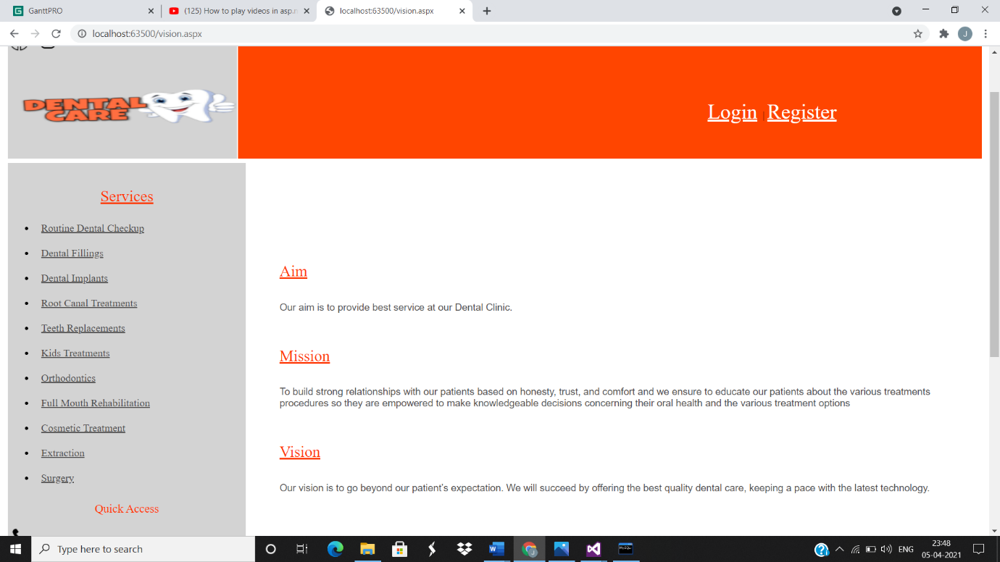 GanttPRO
(125) How to play videos in asp.n
localhost:63500/vision.aspx
localhost:63500/vision.aspx
J
DENTAL
CARE
Login | Register
Services
Routine Dental Checkup
Dental Fillings
Dental Implants
Root Canal Treatments
Teeth Replacements
Kids Treatments
Orthodontics
Full Mouth Rehabilitation
Cosmetic Treatment
Extraction
Surgery
Quick Access
Aim
Our aim is to provide best service at our Dental Clinic.
Mission
To build strong relationships with our patients based on honesty, trust, and comfort and we ensure to educate our patients about the various treatments
procedures so they are empowered to make knowledgeable decisions concerning their oral health and the various treatment options
Vision
Our vision is to go beyond our patient's expectation. We will succeed by offering the best quality dental care, keeping a pace with the latest technology.
Type here to search
ENG
23:48
05-04-2021